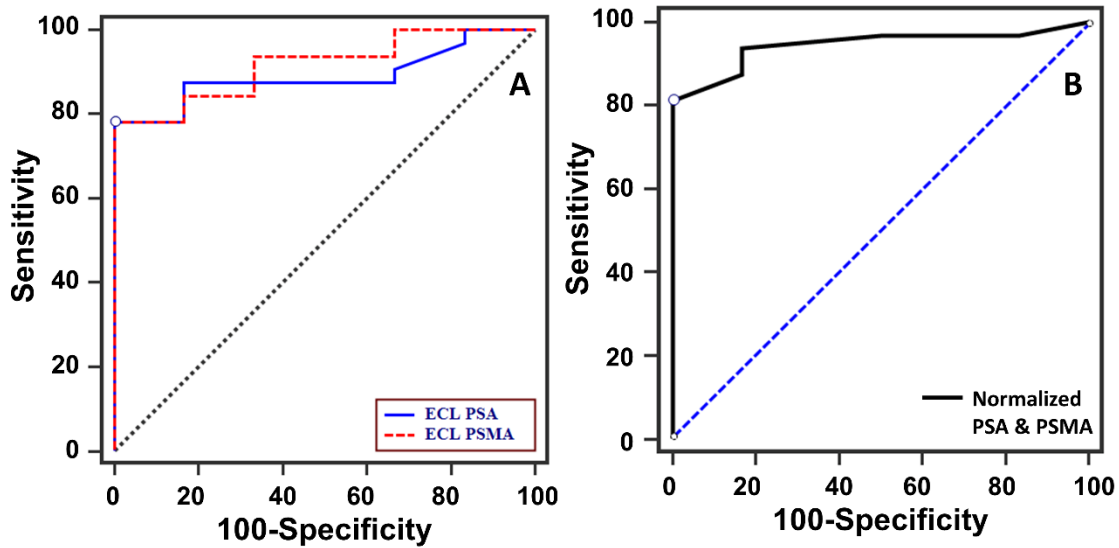 100
80
60
40
20
0
Sensitivity
A
ECL PSA
ECL PSMA
0 20 40 60 80 100
100-Specificity
100
80
60
40
20
0
Sensitivity
B
Normalized
PSA & PSMA
0 20 40 60 80 100
100-Specificity